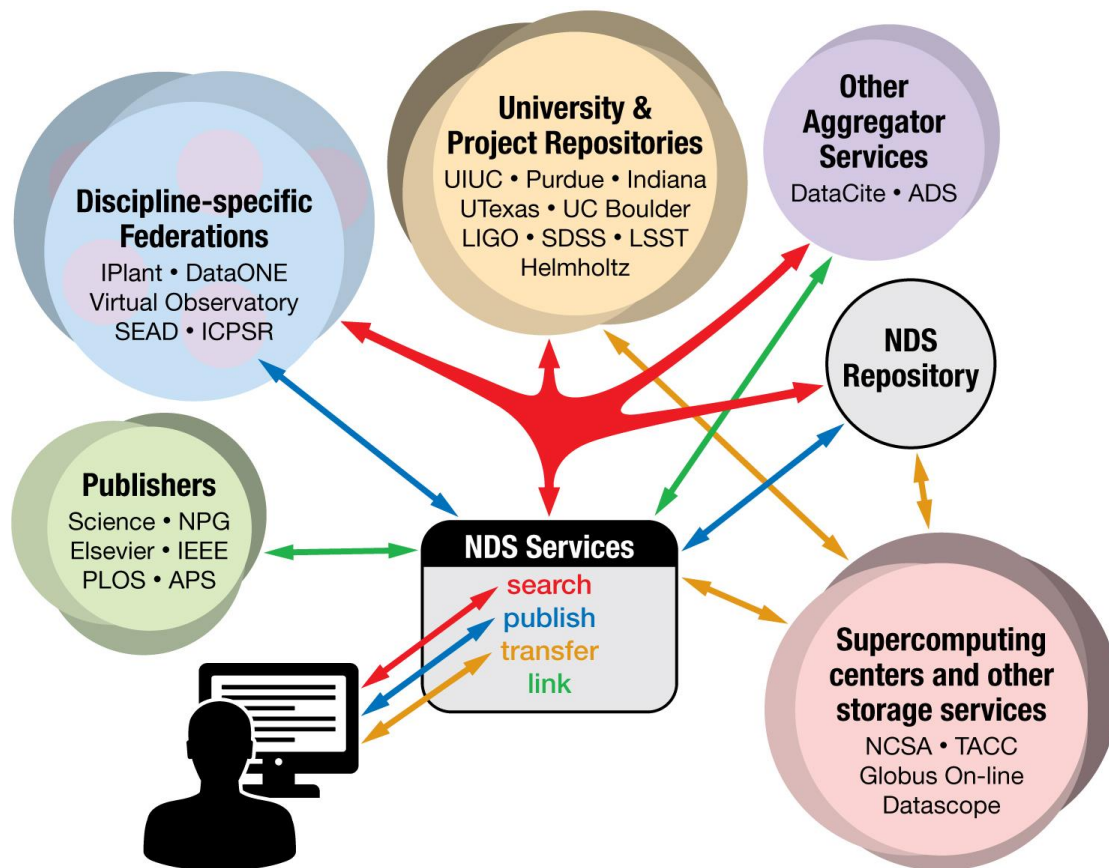 University &
Project Repositories
UIUC • Purdue • Indiana
UTexas • UC Boulder
LIGO • SDSS • LSST
Helmholtz
Other
Aggregator
Services
DataCite • ADS
Discipline-specific
Federations
IPlant • DataONE
Virtual Observatory
SEAD • ICPSR
NDS
Repository
Publishers
Science • NPG
Elsevier • IEEE
PLOS • APS
NDS Services
search
publish
transfer
link
Supercomputing
centers and other
storage services
NCSA • TACC
Globus On-line
Datascope